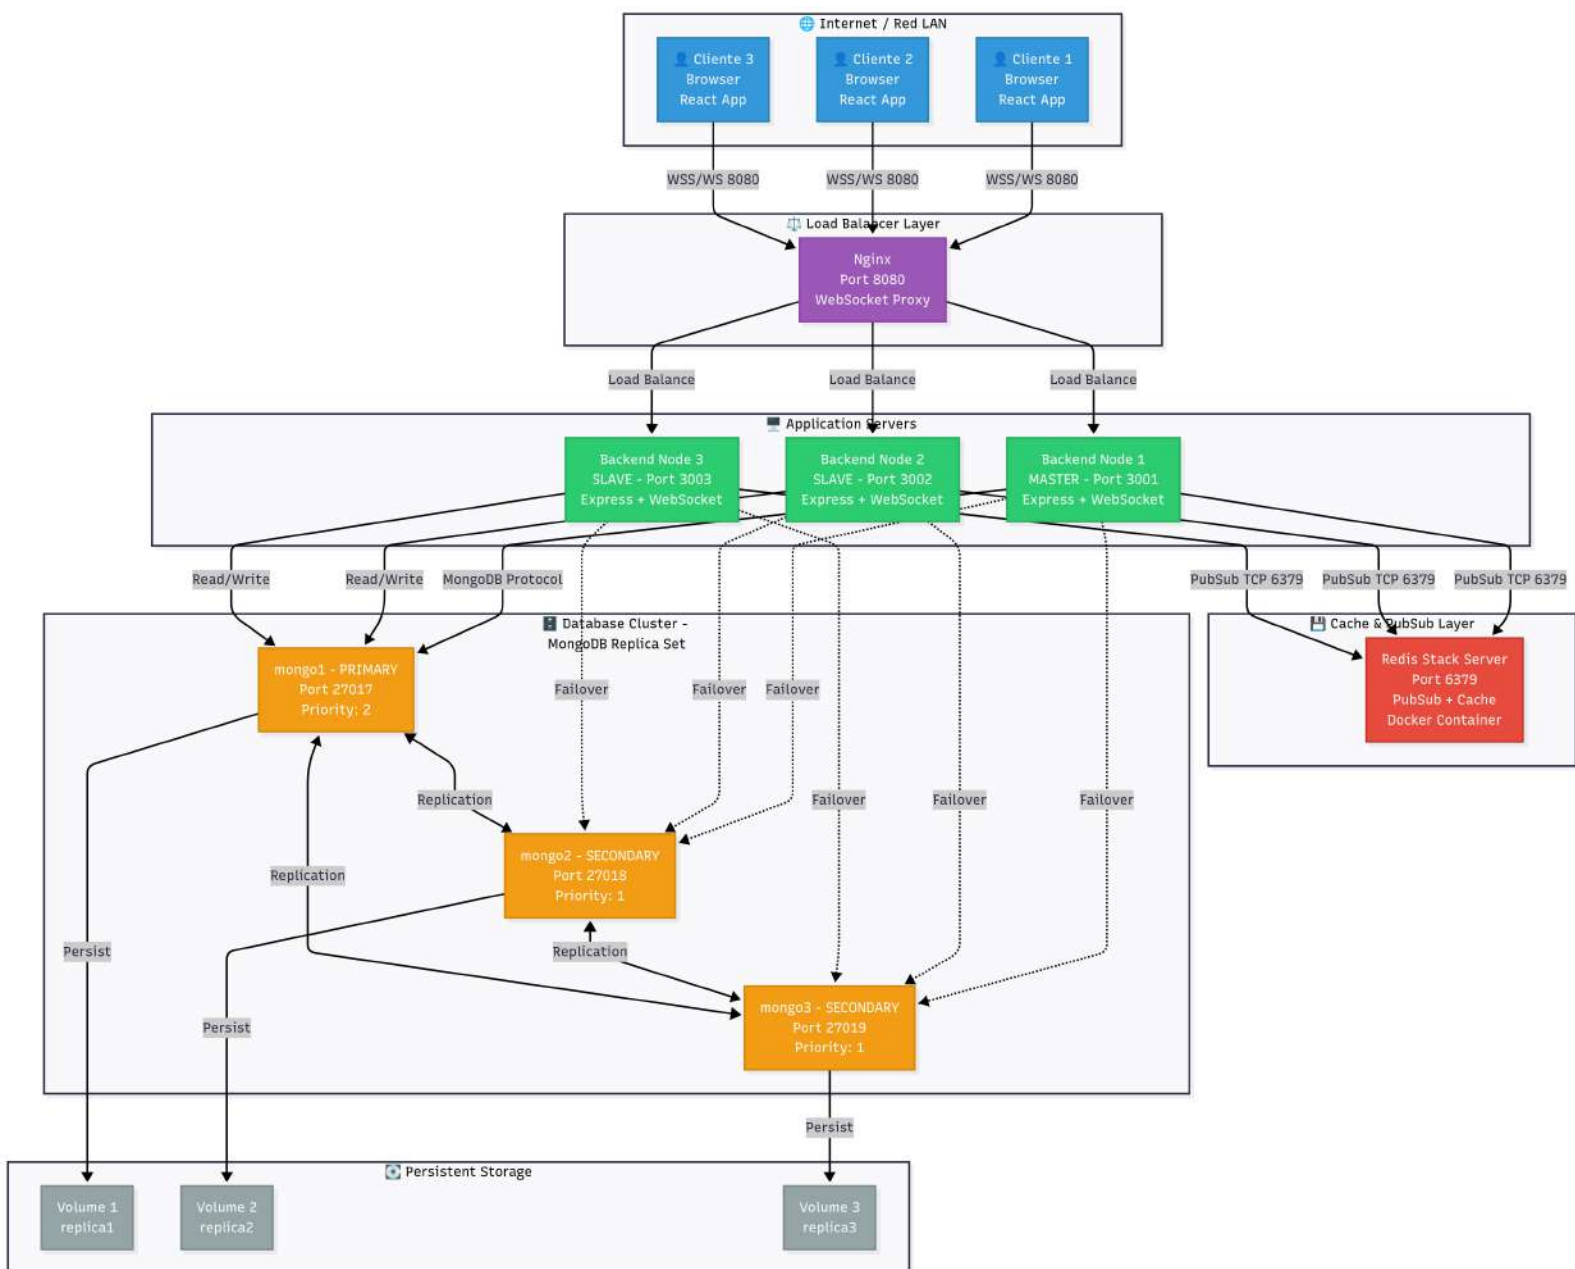 🌐 Internet / Red LAN
👤 Cliente 3
Browser
React App
👤 Cliente 2
Browser
React App
👤 Cliente 1
Browser
React App
WSS/WS 8080
WSS/WS 8080
WSS/WS 8080
⚖️ Load Balancer Layer
Nginx
Port 8080
WebSocket Proxy
Load Balance
Load Balance
Load Balance
🖥️ Application Servers
Backend Node 3
SLAVE - Port 3003
Express + WebSocket
Backend Node 2
SLAVE - Port 3002
Express + WebSocket
Backend Node 1
MASTER - Port 3001
Express + WebSocket
Read/Write
Read/Write
MongoDB Protocol
PubSub TCP 6379
PubSub TCP 6379
PubSub TCP 6379
🗄️ Database Cluster -
MongoDB Replica Set
💾 Cache & PubSub Layer
mongo1 - PRIMARY
Port 27017
Priority: 2
Redis Stack Server
Port 6379
PubSub + Cache
Docker Container
Failover
Failover
Failover
Replication
Failover
Failover
Failover
mongo2 - SECONDARY
Port 27018
Priority: 1
Replication
Persist
Replication
mongo3 - SECONDARY
Port 27019
Priority: 1
Persist
Persist
💽 Persistent Storage
Volume 1
replica1
Volume 2
replica2
Volume 3
replica3